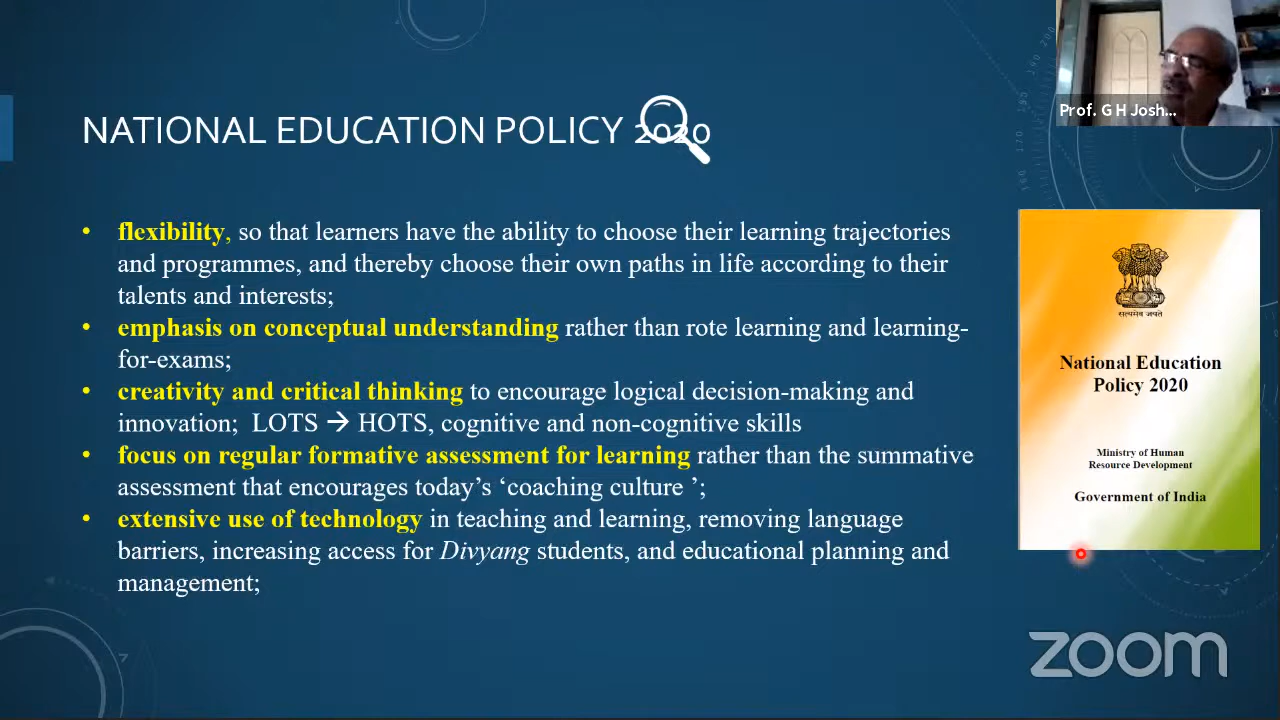 Prof. G H Josh...
NATIONAL EDUCATION POLICY 2020
• flexibility, so that learners have the ability to choose their learning trajectories
and programmes, and thereby choose their own paths in life according to their
talents and interests;
• emphasis on conceptual understanding rather than rote learning and learning-
for-exams;
• creativity and critical thinking to encourage logical decision-making and
innovation; LOTS → HOTS, cognitive and non-cognitive skills
• focus on regular formative assessment for learning rather than the summative
assessment that encourages today’s ‘coaching culture ’;
• extensive use of technology in teaching and learning, removing language
barriers, increasing access for Divyang students, and educational planning and
management;
सत्यमेव जयते
National Education
Policy 2020
Ministry of Human
Resource Development
Government of India
zoom